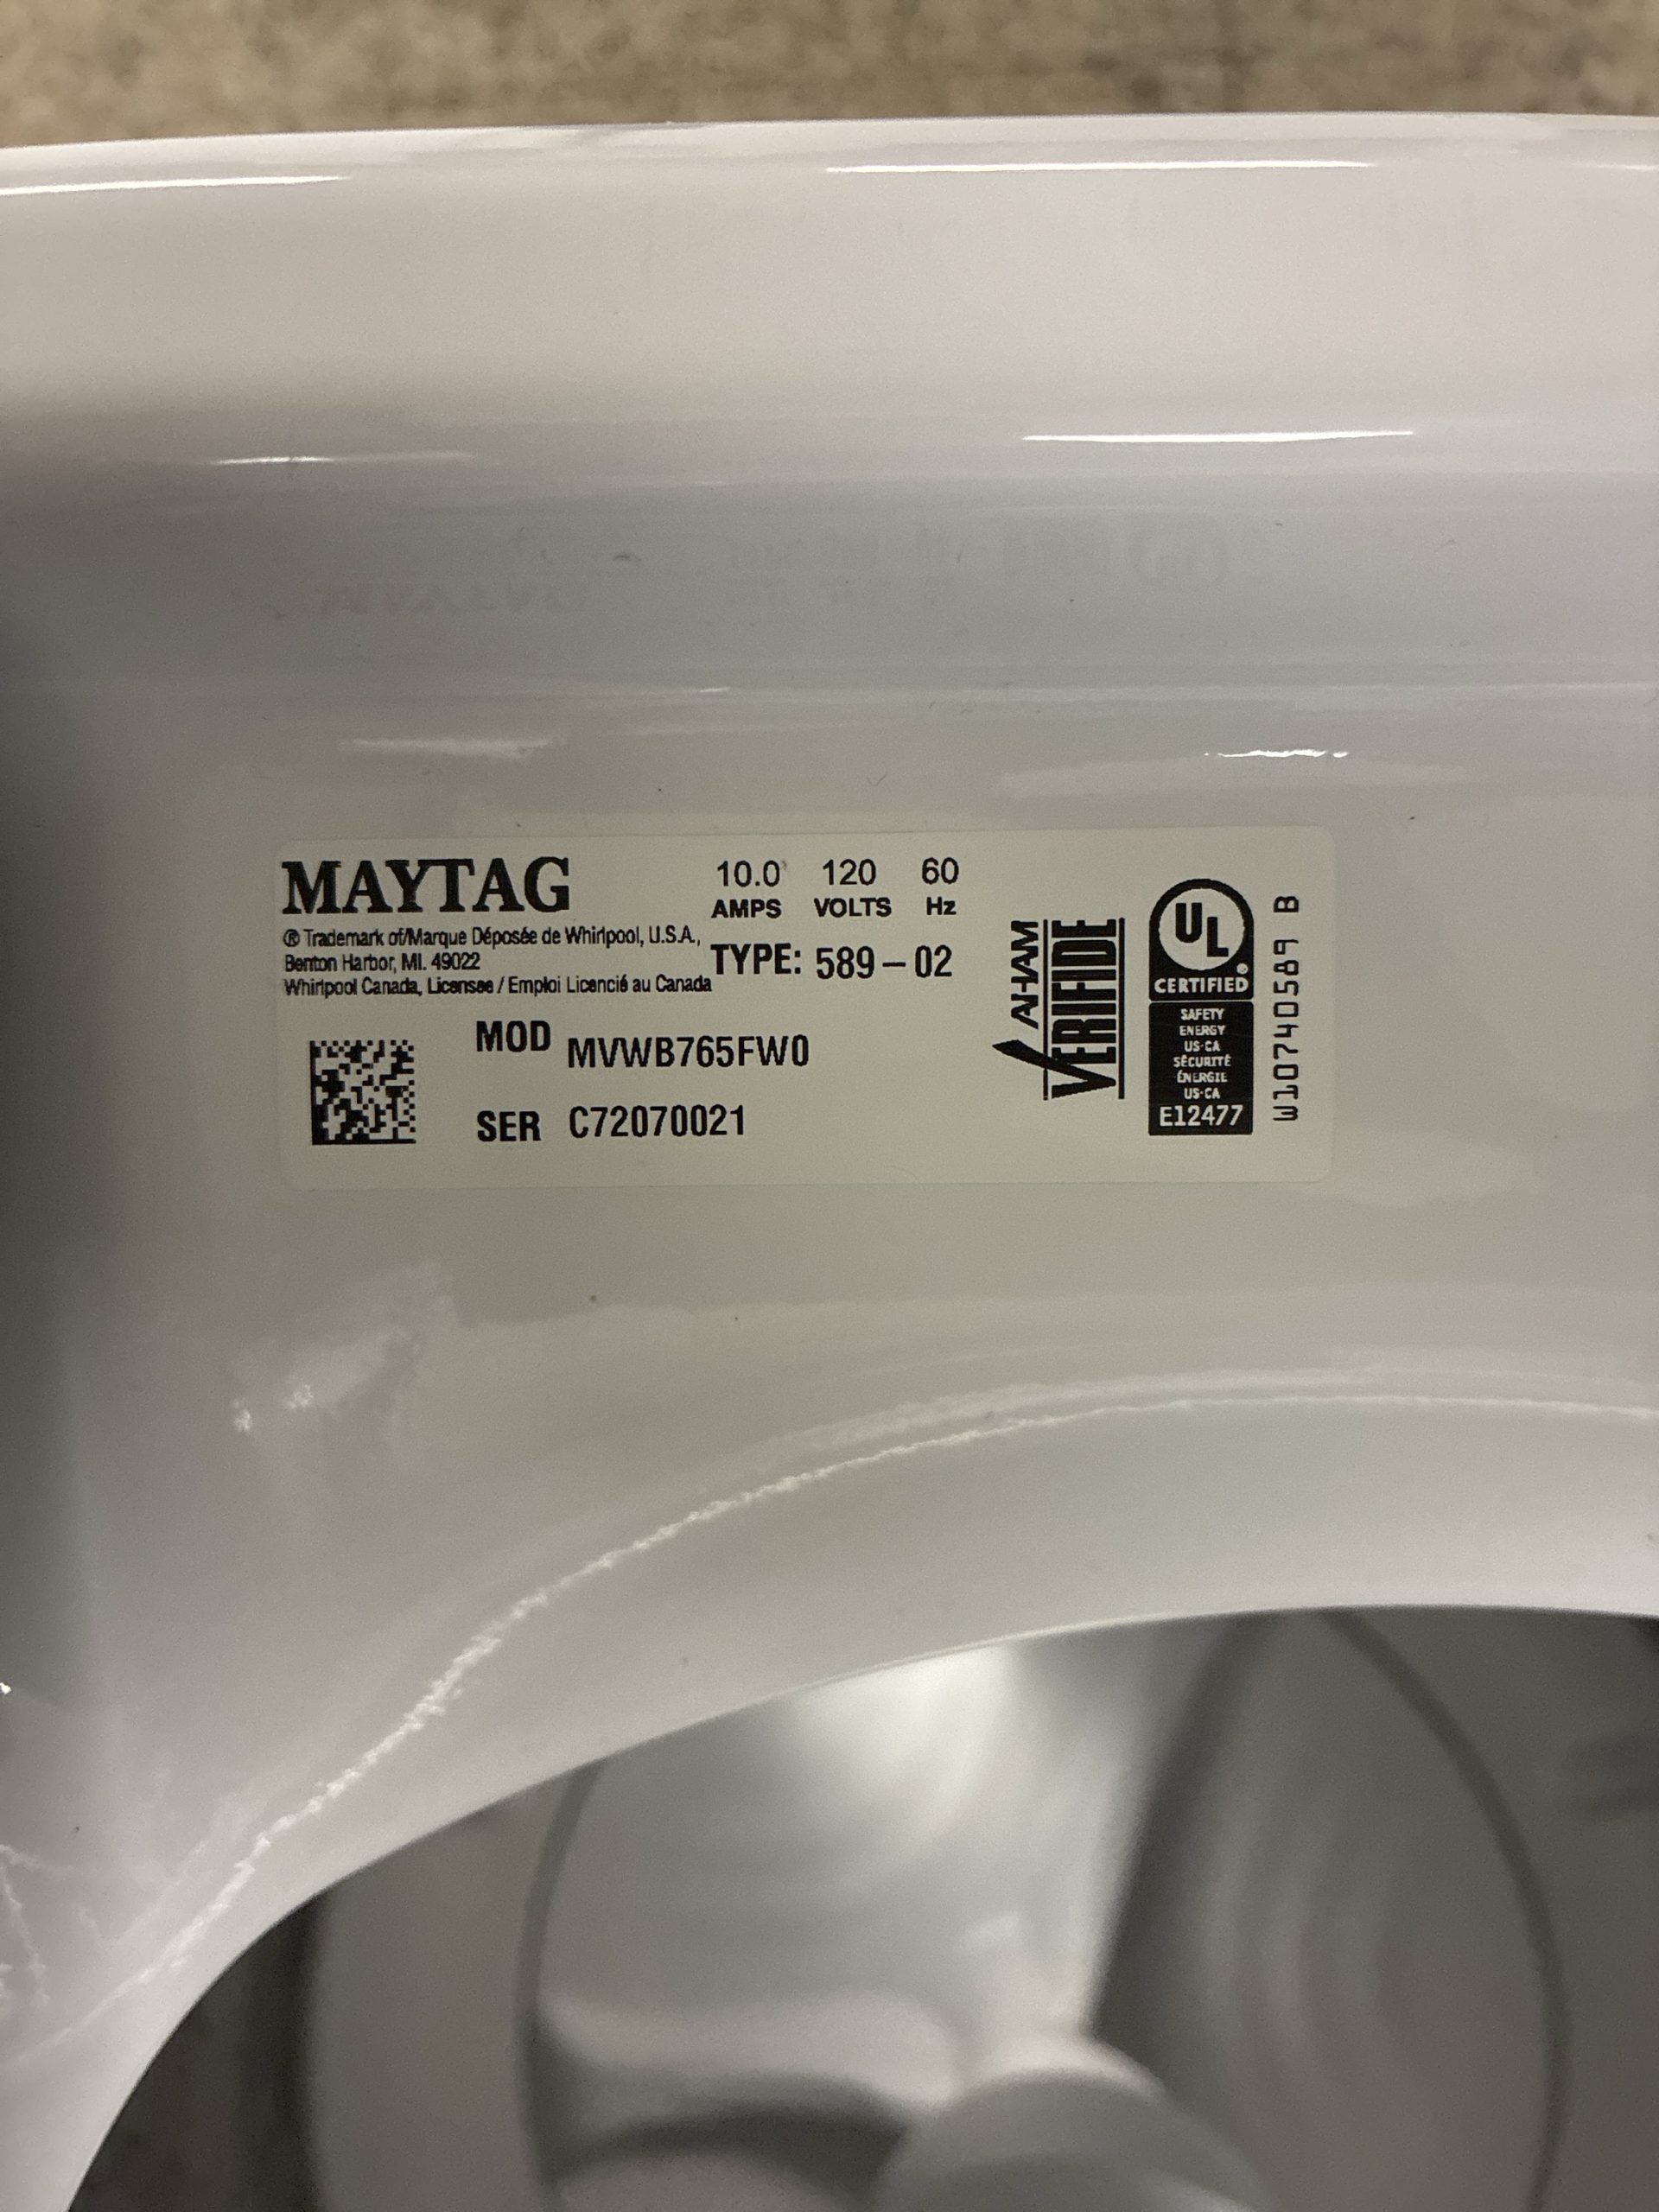 MAYTAG
® Trademark of/Marque Déposée de Whirlpool, U.S.A.,
Benton Harbor, MI. 49022
Whirlpool Canada, Licensee / Emploi Licencié au Canada
10.0 120 60
AMPS VOLTS Hz
TYPE: 589-02
MOD MVWB765FW0
SER C72070021
AHAM
VERIFIDE
UL
®
CERTIFIED
SAFETY
ENERGY
US-CA
SÉCURITÉ
ÉNERGIE
US-CA
E12477
W10740589 B